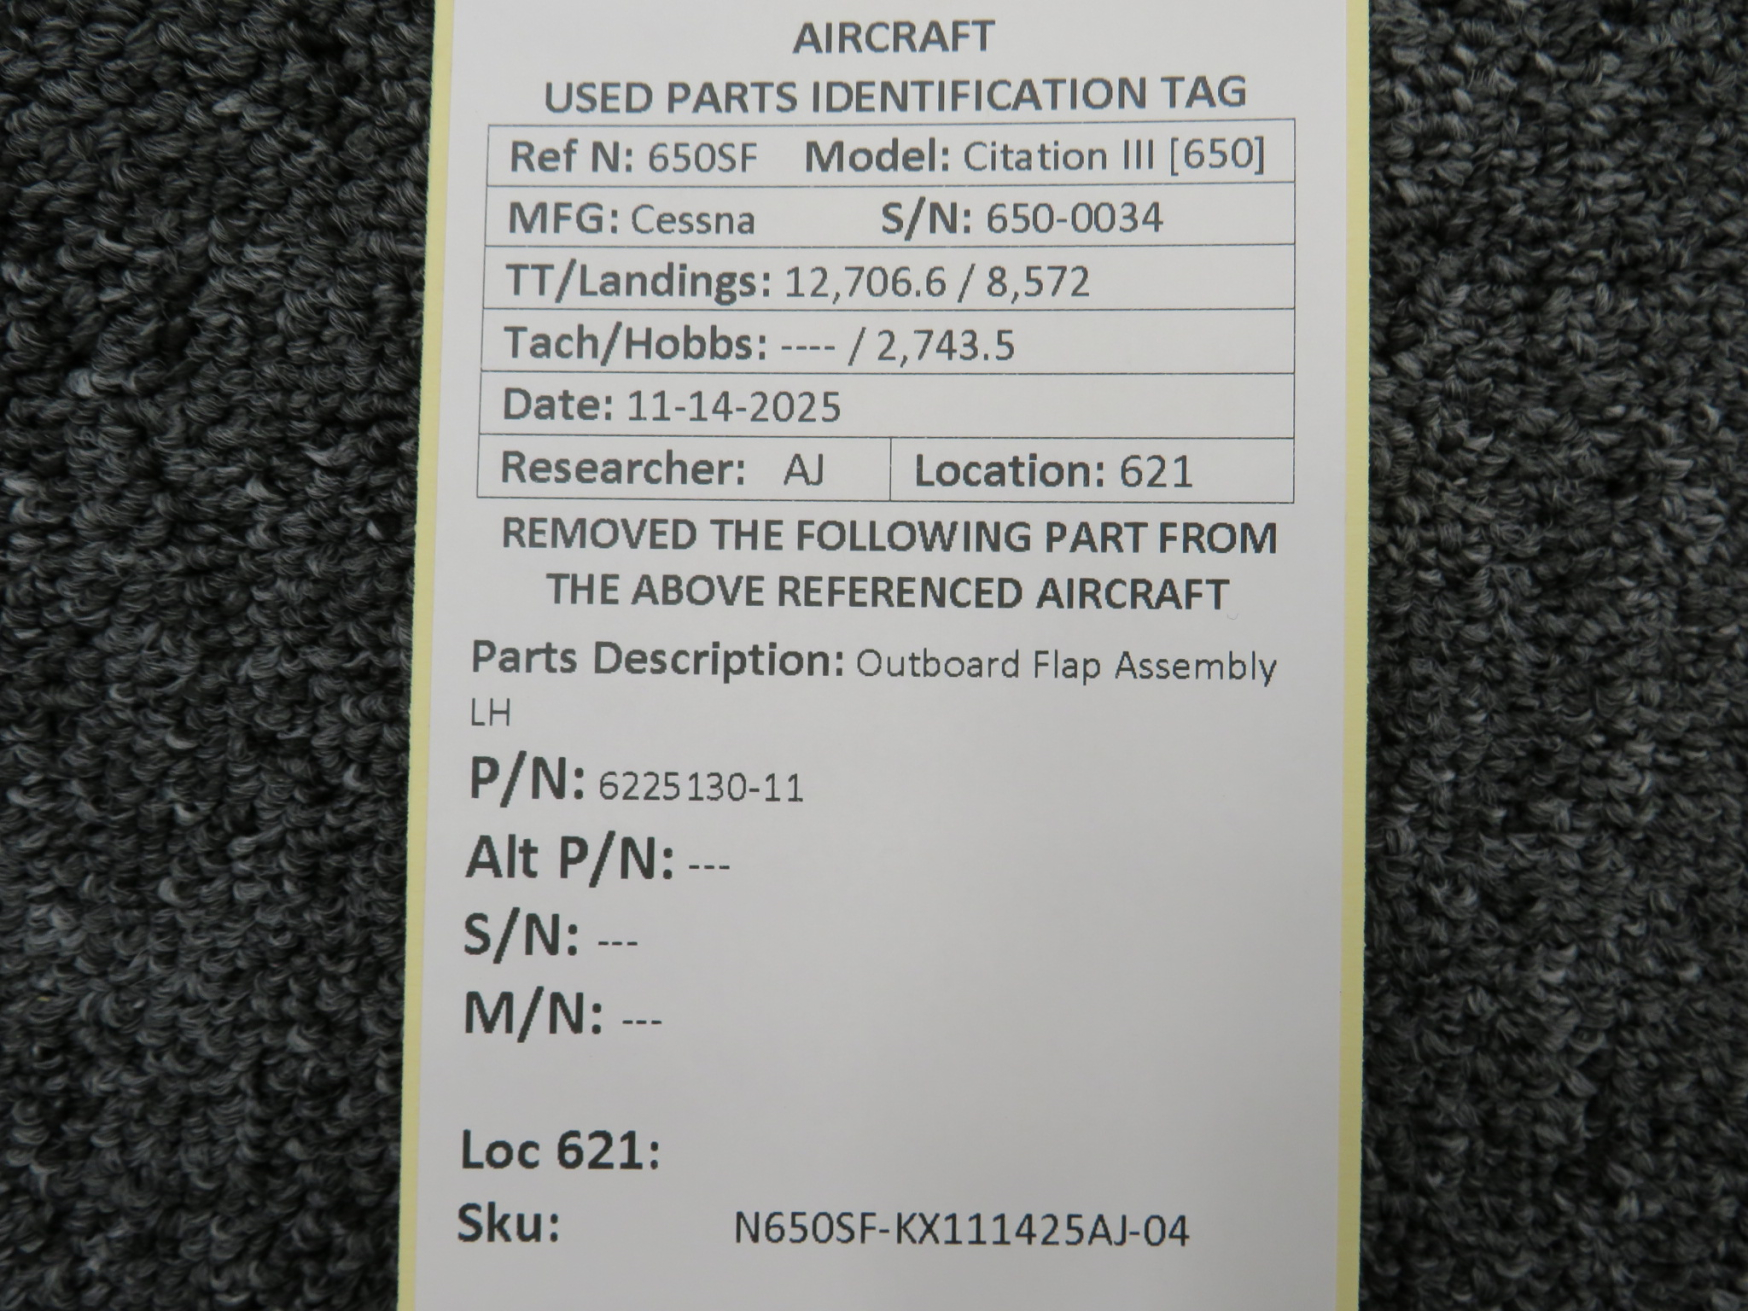 AIRCRAFT
USED PARTS IDENTIFICATION TAG
Ref N: 650SF Model: Citation III [650]
MFG: Cessna S/N: 650-0034
TT/Landings: 12,706.6 / 8,572
Tach/Hobbs: ---- / 2,743.5
Date: 11-14-2025
Researcher: AJ Location: 621
REMOVED THE FOLLOWING PART FROM
THE ABOVE REFERENCED AIRCRAFT
Parts Description: Outboard Flap Assembly
LH
P/N: 6225130-11
Alt P/N: ---
S/N: ---
M/N: ---
Loc 621:
Sku: N650SF-KX111425AJ-04